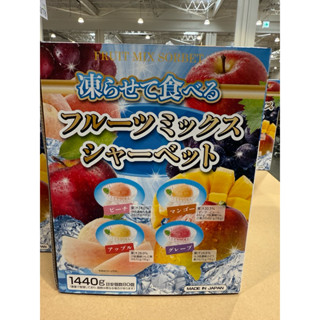 FRUIT MIX SORBET
凍らせて食べる
フルーツミックス
シャーベット
ピーチ
マンゴー
アップル
グレープ
1440g
MADE IN JAPAN